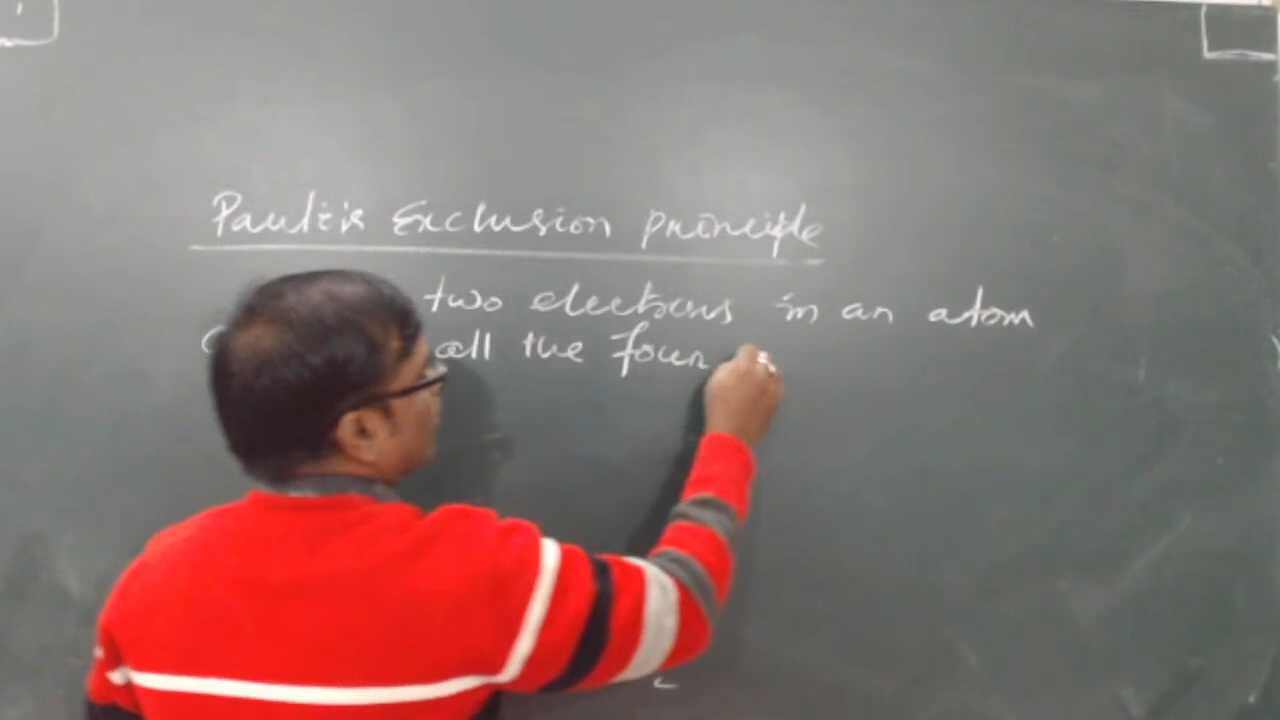 Pauli's Exclusion principle
two electrons in an atom
all the four